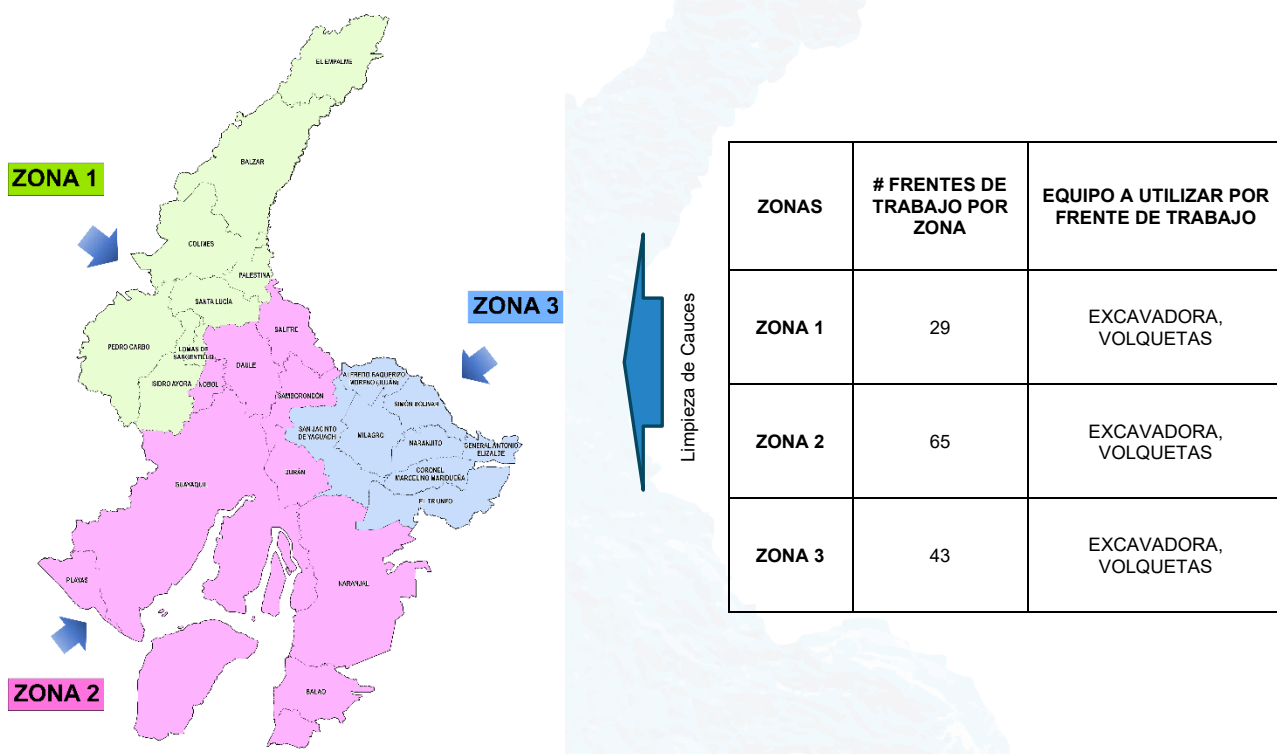 EL EMPALME
BALZAR
ZONA 1
COLIMES
PALESTINA
SANTA LUCÍA
ZONA 3
SALITRE
PEDRO CARBO
LOMAS DE
SARGENTILLO
DAULE
ISIDRO AYORA
NOBOL
ALFREDO BAQUERIZO
MORENO (JUJÁN)
SAMBORONDÓN
SIMÓN BOLÍVAR
SAN JACINTO
DE YAGUACHI
MILAGRO
NARANJITO
GENERAL ANTONIO
ELIZALDE
DURÁN
CORONEL
MARCELINO MARIDUEÑA
GUAYAQUIL
EL TRIUNFO
PLAYAS
NARANJAL
ZONA 2
BALAO
Limpieza de Cauces
ZONAS
# FRENTES DE
TRABAJO POR
ZONA
EQUIPO A UTILIZAR POR
FRENTE DE TRABAJO
ZONA 1
29
EXCAVADORA,
VOLQUETAS
ZONA 2
65
EXCAVADORA,
VOLQUETAS
ZONA 3
43
EXCAVADORA,
VOLQUETAS